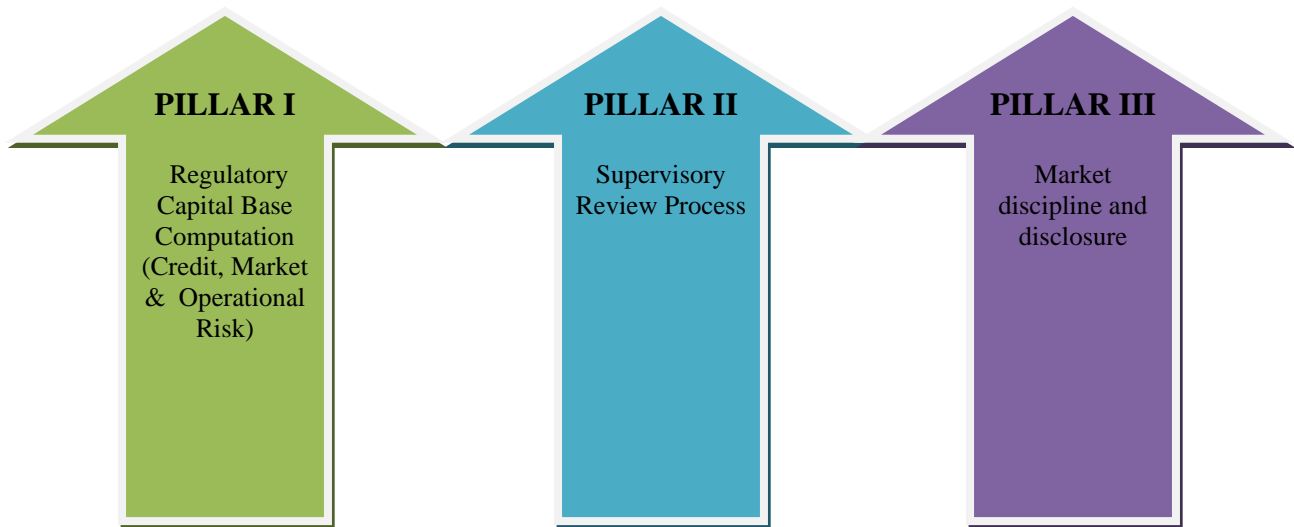 PILLAR I
Regulatory
Capital Base
Computation
(Credit, Market
& Operational
Risk)
PILLAR II
Supervisory
Review Process
PILLAR III
Market
discipline and
disclosure